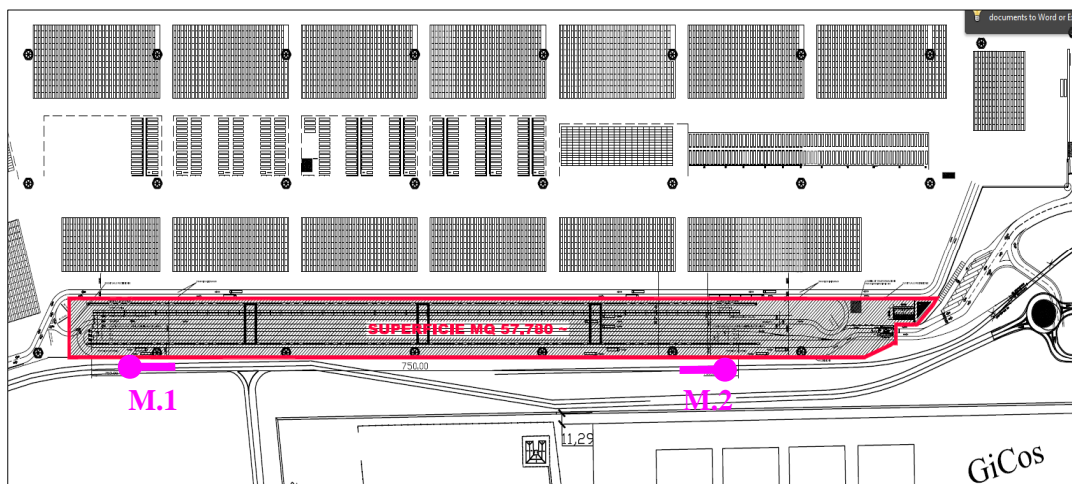 documents to Word or E
SUPERFICIE MQ 57,780 ~
750.00
M.1
M.2
11,29
GiCos